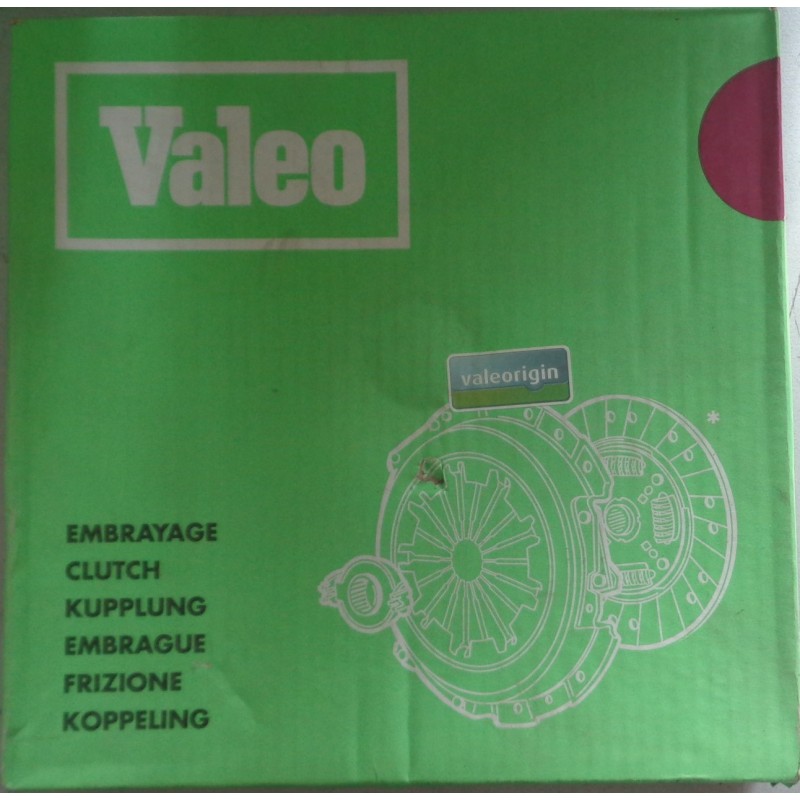 Valeo
valeorigin
*
EMBRAYAGE
CLUTCH
KUPPLUNG
EMBRAGUE
FRIZIONE
KOPPELING